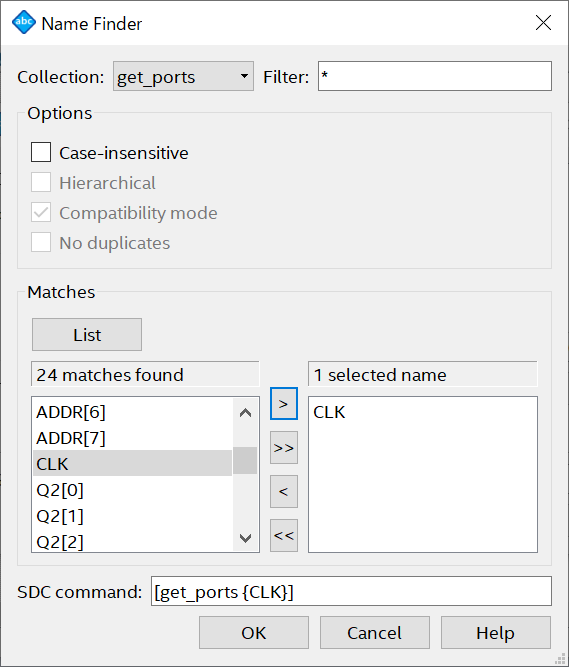 abc Name Finder
Collection: get_ports Filter: *
Options
Case-insensitive
Hierarchical
Compatibility mode
No duplicates
Matches
List
24 matches found
1 selected name
ADDR[6]
ADDR[7]
CLK
Q2[0]
Q2[1]
Q2[2]
>
>>
<
<<
CLK
SDC command: [get_ports {CLK}]
OK Cancel Help